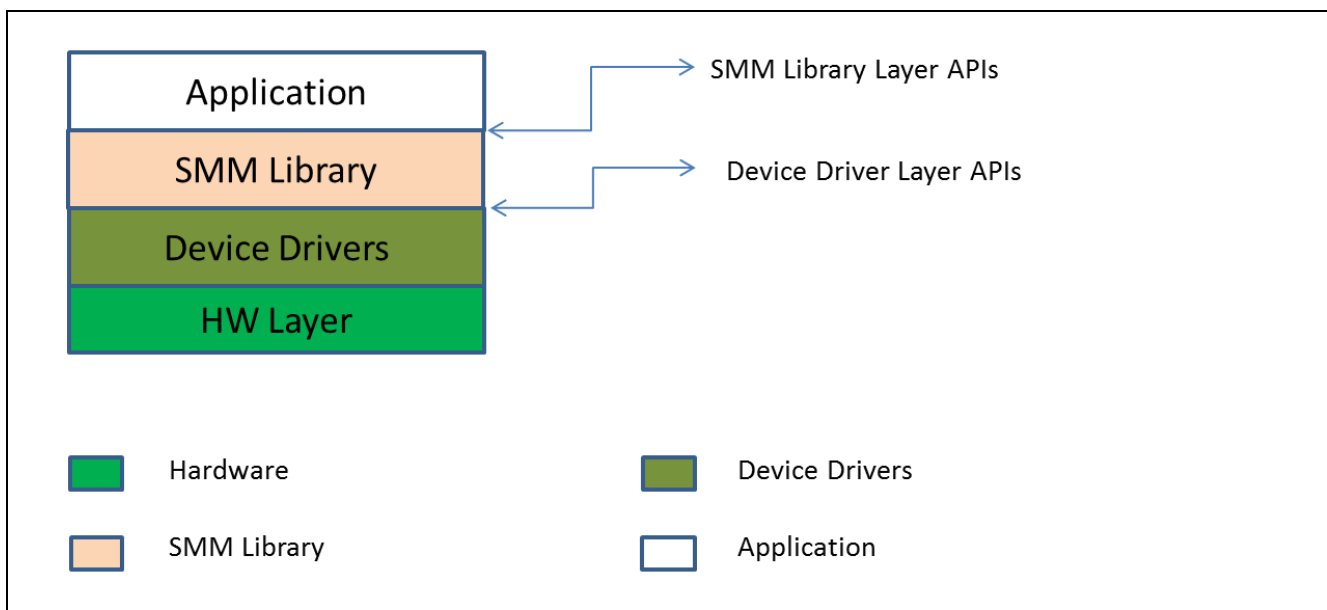 Application
SMM Library Layer APIs
SMM Library
Device Driver Layer APIs
Device Drivers
HW Layer
Hardware
Device Drivers
SMM Library
Application